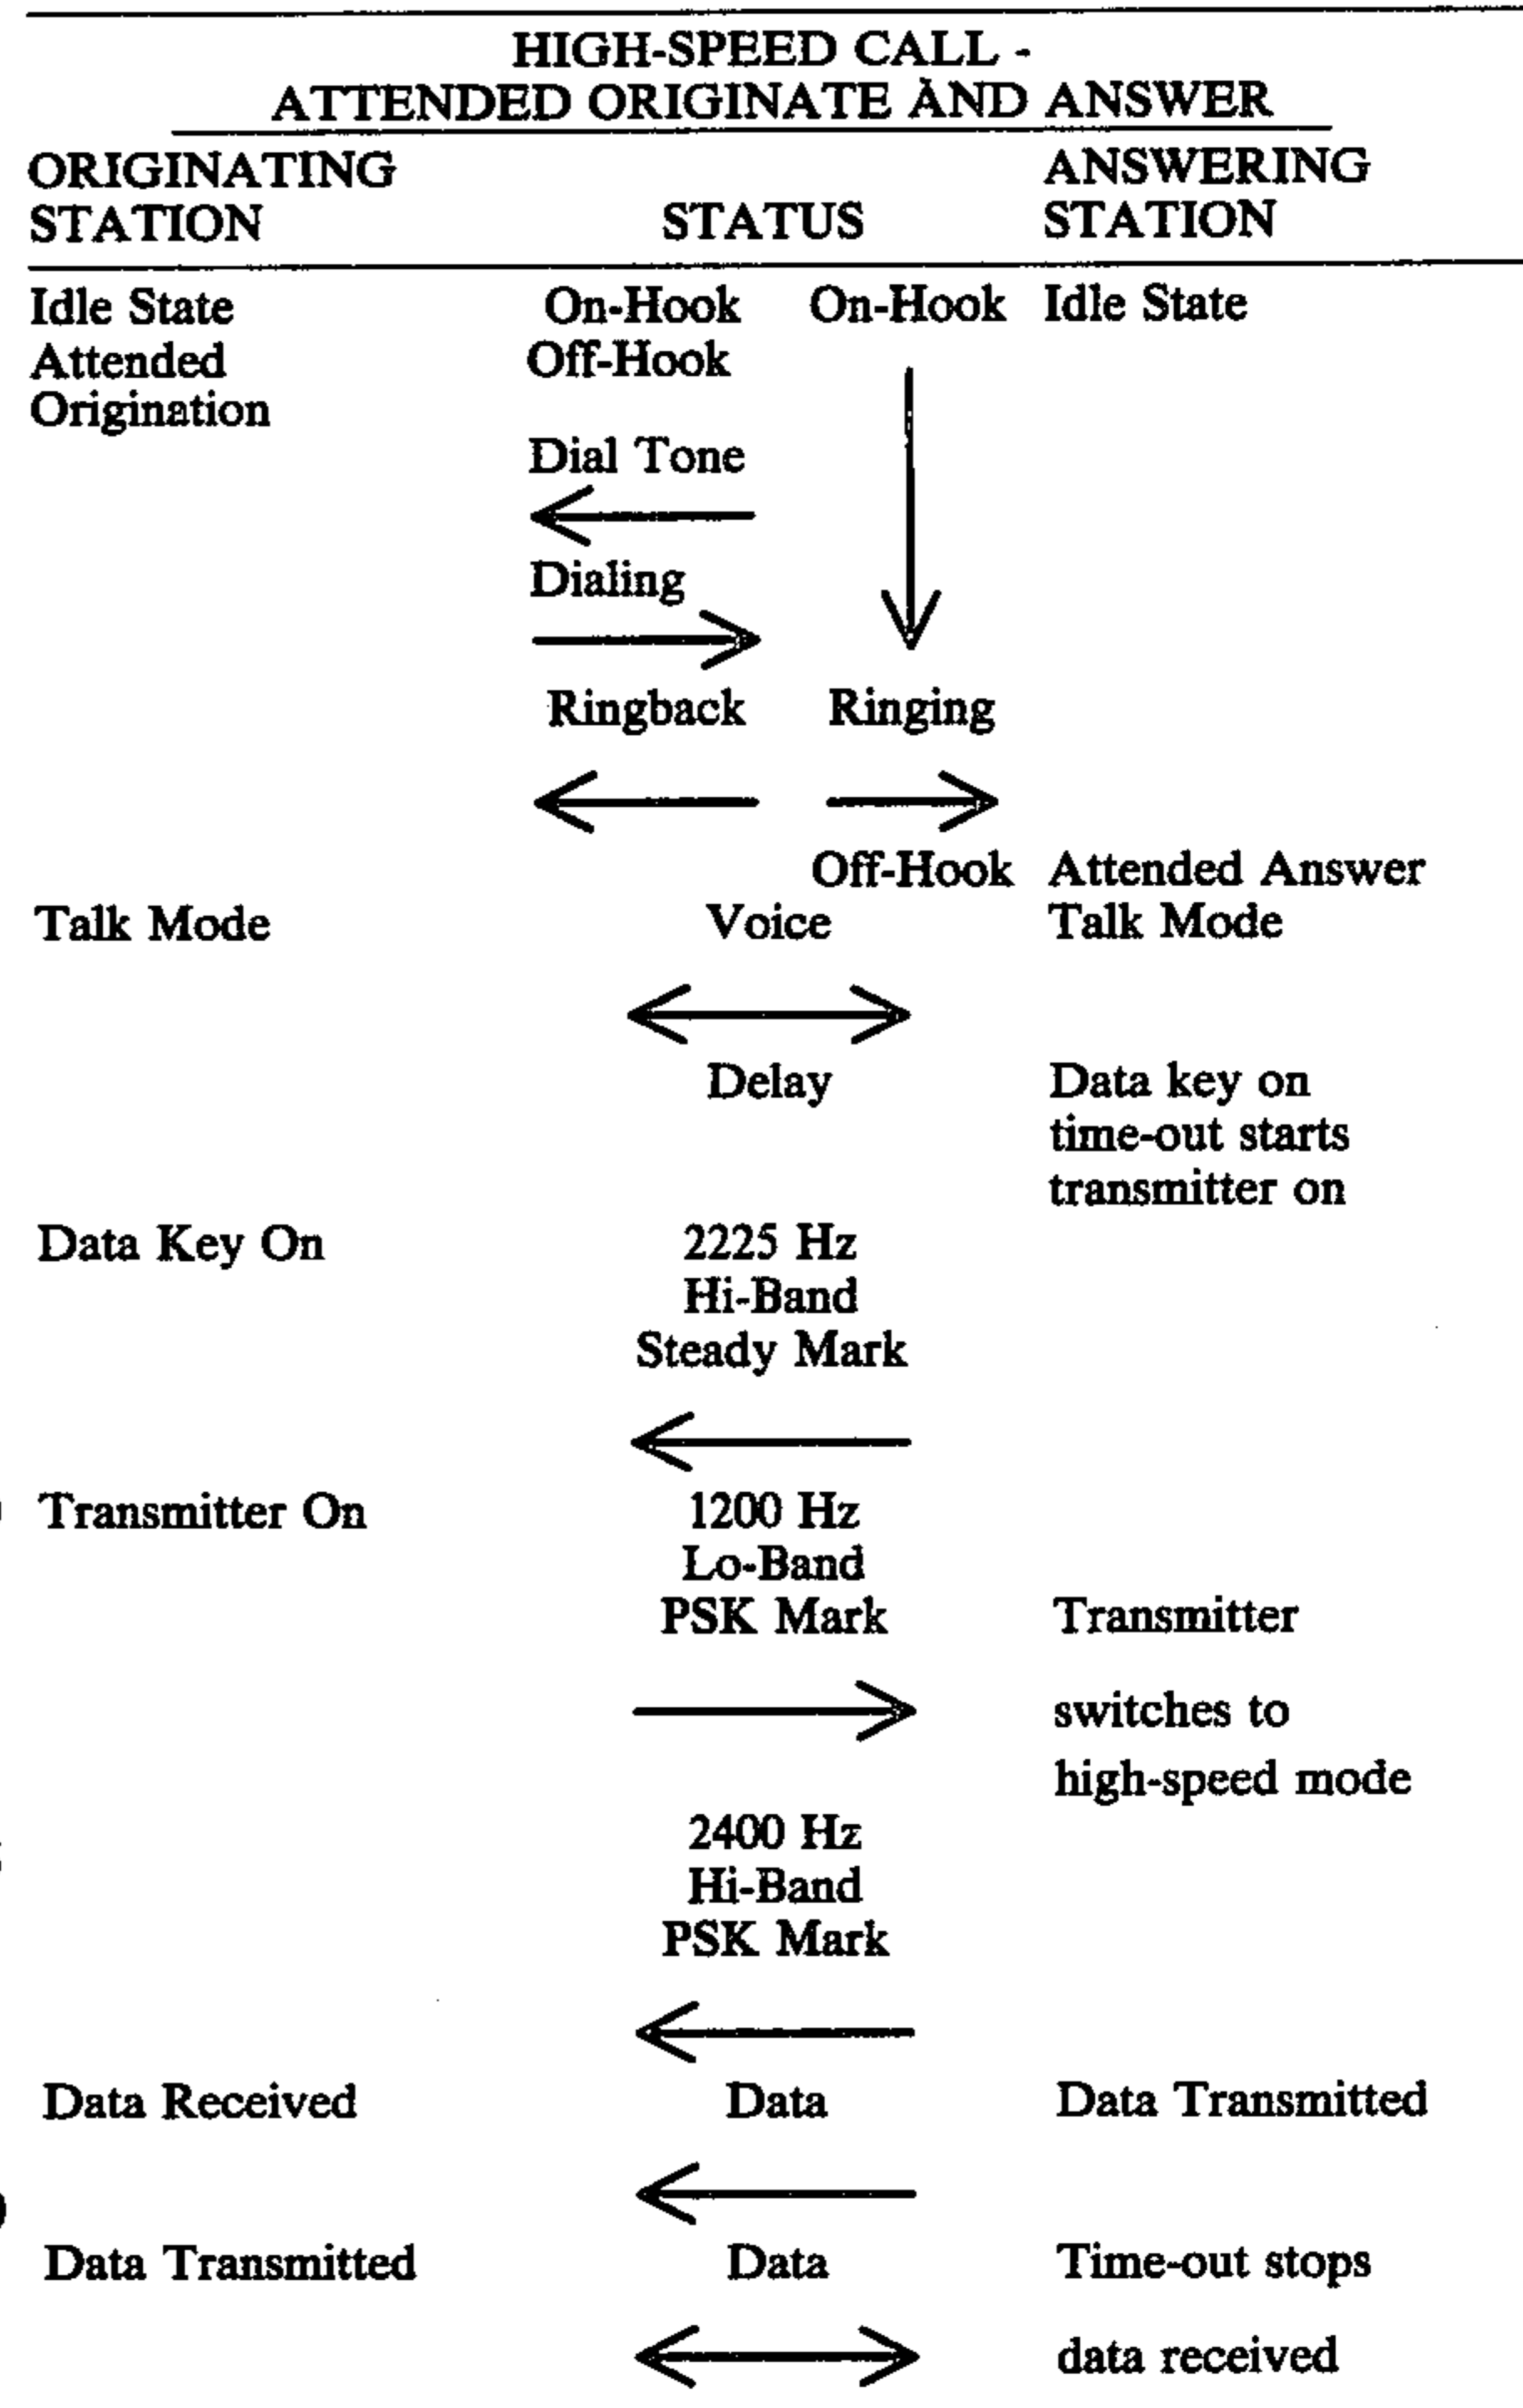 HIGH-SPEED CALL -
ATTENDED ORIGINATE AND ANSWER
ORIGINATING STATION STATUS ANSWERING STATION
Idle State On-Hook On-Hook Idle State
Attended Off-Hook
Origination
Dial Tone
Dialing
Ringback Ringing
Off-Hook Attended Answer
Talk Mode Voice Talk Mode
Delay Data key on
time-out starts
transmitter on
Data Key On 2225 Hz
Hi-Band
Steady Mark
Transmitter On 1200 Hz
Lo-Band
PSK Mark Transmitter
switches to
high-speed mode
2400 Hz
Hi-Band
PSK Mark
Data Received Data Data Transmitted
Data Transmitted Data Time-out stops
data received